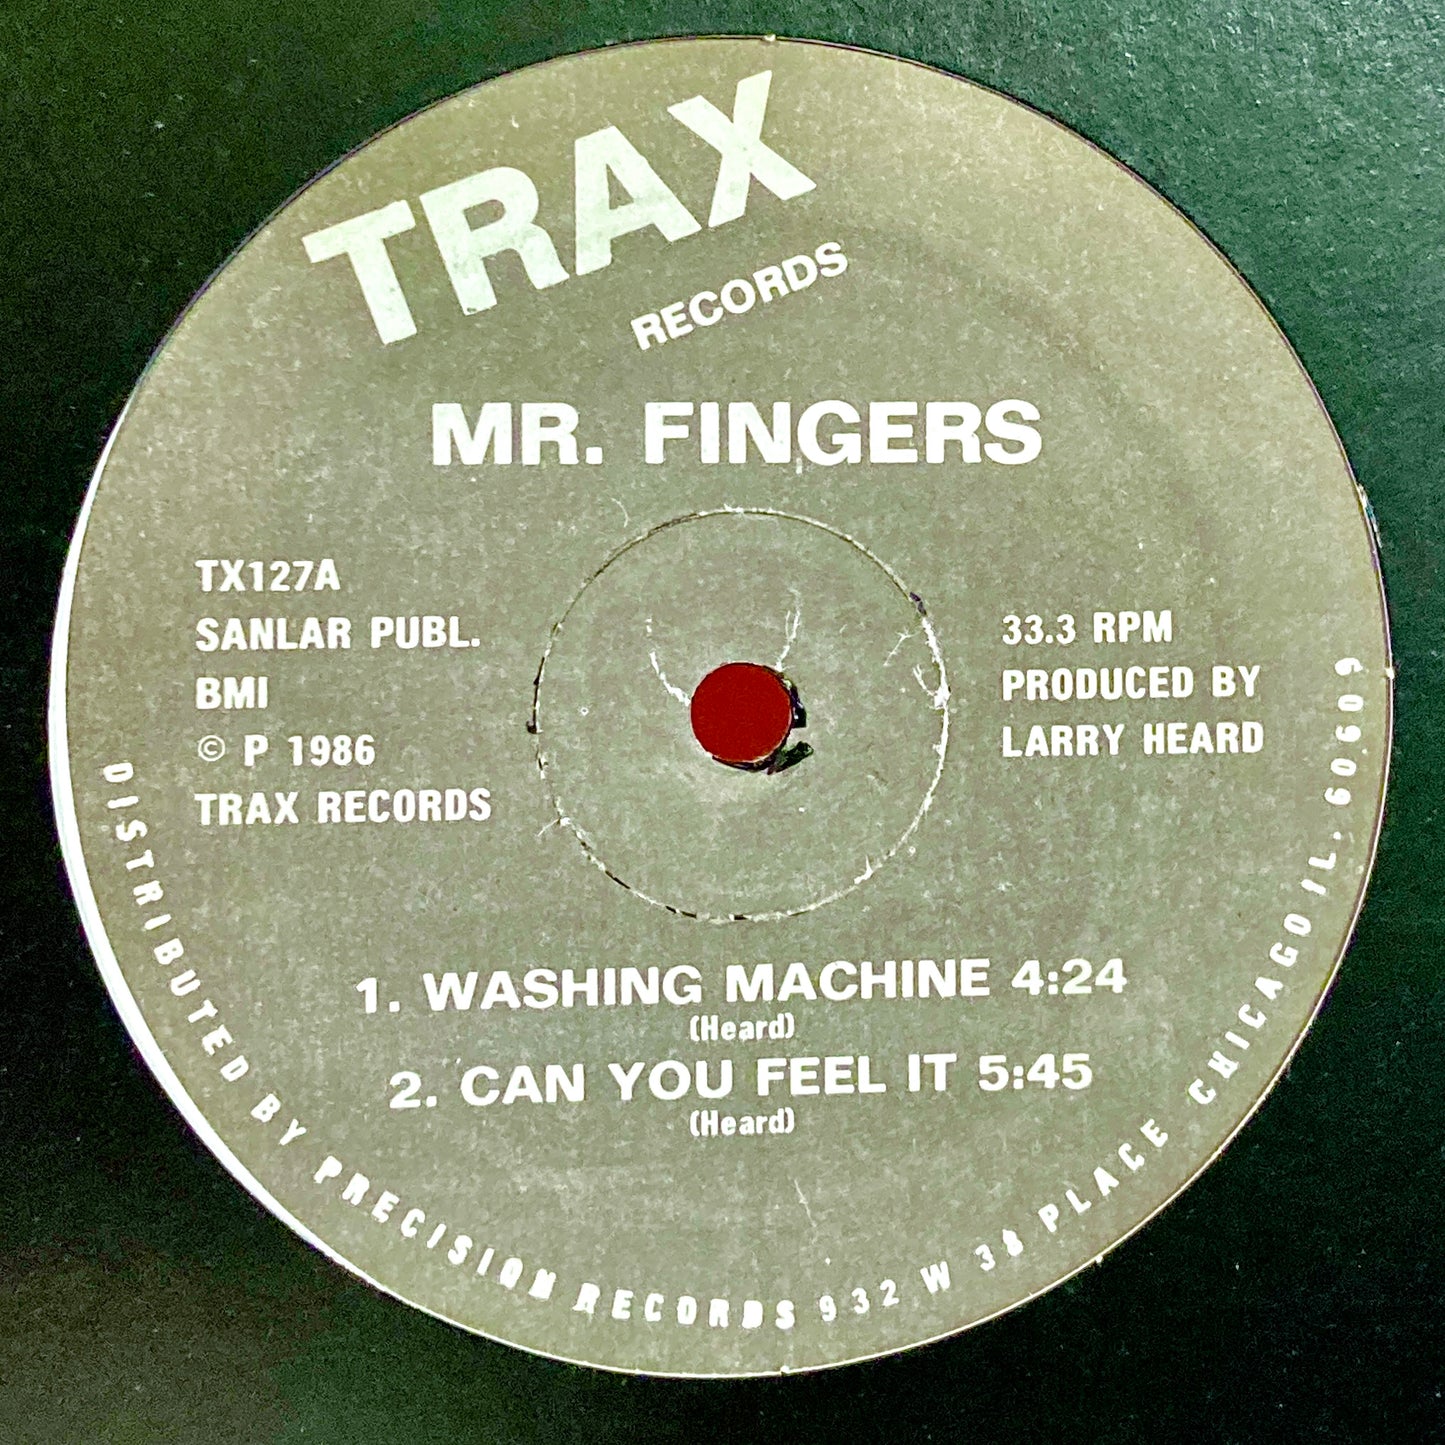 TRAX
RECORDS
MR. FINGERS
TX127A
SANLAR PUBL.
BMI
© P 1986
TRAX RECORDS
33.3 RPM
PRODUCED BY
LARRY HEARD
1. WASHING MACHINE 4:24
(Heard)
2. CAN YOU FEEL IT 5:45
(Heard)
DISTRIBUTED BY PRECISION RECORDS 932 W 38 PLACE CHICAGO IL. 60609